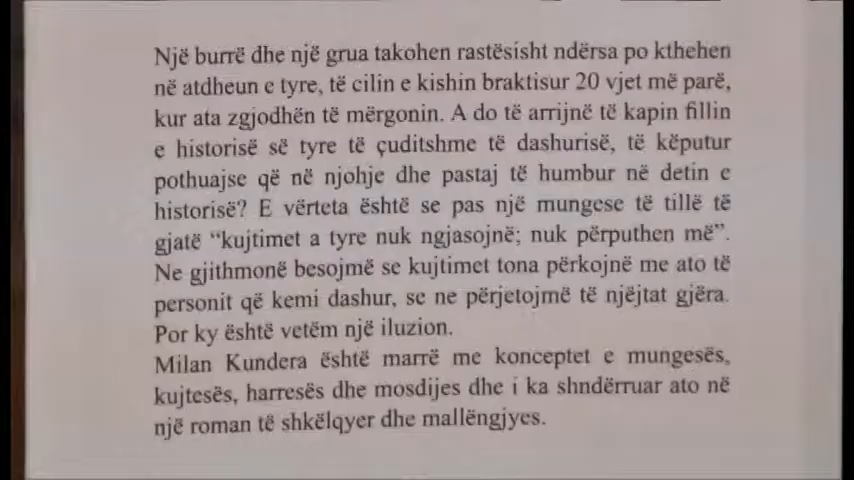 Një burrë dhe një grua takohen rastësisht ndërsa po kthehen
në atdheun e tyre, të cilin e kishin braktisur 20 vjet më parë,
kur ata zgjodhën të mërgonin. A do të arrijnë të kapin fillin
e historisë së tyre të çuditshme të dashurisë, të këputur
pothuajse që në njohje dhe pastaj të humbur në detin e
historisë? E vërteta është se pas një mungese të tillë të
gjatë “kujtimet a tyre nuk ngjasojnë; nuk përputhen më”.
Ne gjithmonë besojmë se kujtimet tona përkojnë me ato të
personit që kemi dashur, se ne përjetojmë të njëjtat gjëra.
Por ky është vetëm një iluzion.
Milan Kundera është marrë me konceptet e mungesës,
kujtesës, harresës dhe mosdijes dhe i ka shndërruar ato në
një roman të shkëlqyer dhe mallëngjyes.